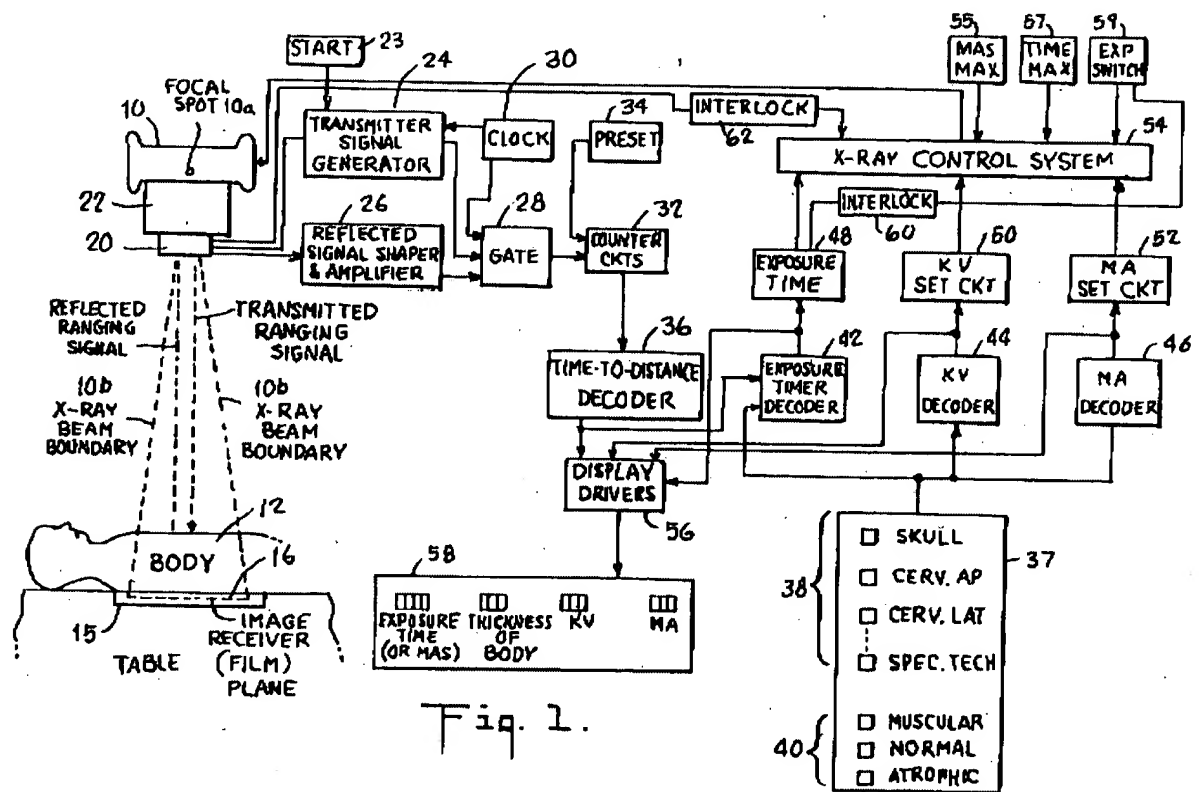 START
23
24
30
34
55
57
59
MAS
MAX
TIME
MAX
EXP
SWITCH
FOCAL
SPOT 10a
10
TRANSMITTER
SIGNAL
GENERATOR
CLOCK
PRESET
INTERLOCK
62
54
X-RAY CONTROL SYSTEM
22
20
26
REFLECTED
SIGNAL SHAPER
& AMPLIFIER
28
GATE
32
COUNTER
CKTS
INTERLOCK
60
48
EXPOSURE
TIME
50
KV
SET CKT
52
MA
SET CKT
REFLECTED
RANGING
SIGNAL
TRANSMITTED
RANGING
SIGNAL
36
TIME-TO-DISTANCE
DECODER
42
EXPOSURE
TIMER
DECODER
44
KV
DECODER
46
MA
DECODER
10b
X-RAY
BEAM
BOUNDARY
10b
X-RAY
BEAM
BOUNDARY
DISPLAY
DRIVERS
56
12
BODY
16
15
IMAGE
RECEIVER
(FILM)
PLANE
TABLE
58
EXPOSURE
TIME
(OR MAS)
THICKNESS
OF
BODY
KV
MA
37
38
SKULL
CERV. AP
CERV. LAT
SPEC. TECH
40
MUSCULAR
NORMAL
ATROPHIC
Fig. 1.